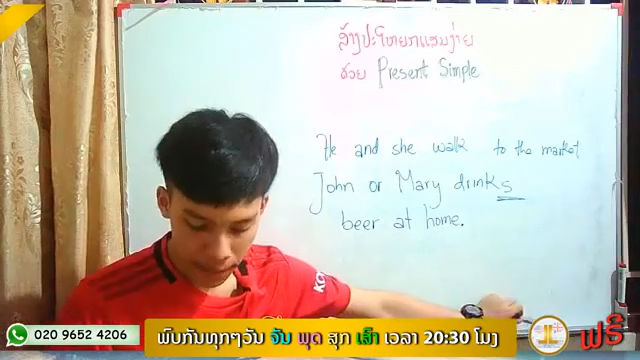 ສ້າງປະໂຫຍກແສນງ່າຍ
ດ້ວຍ Present Simple
He and she walk to the market
John or Mary drinks
beer at home.
020 9652 4206
ພົບກັນທຸກໆວັນ ຈັນ ພຸດ ສຸກ ເສົາ ເວລາ 20:30 ໂມງ
ຟຣີ